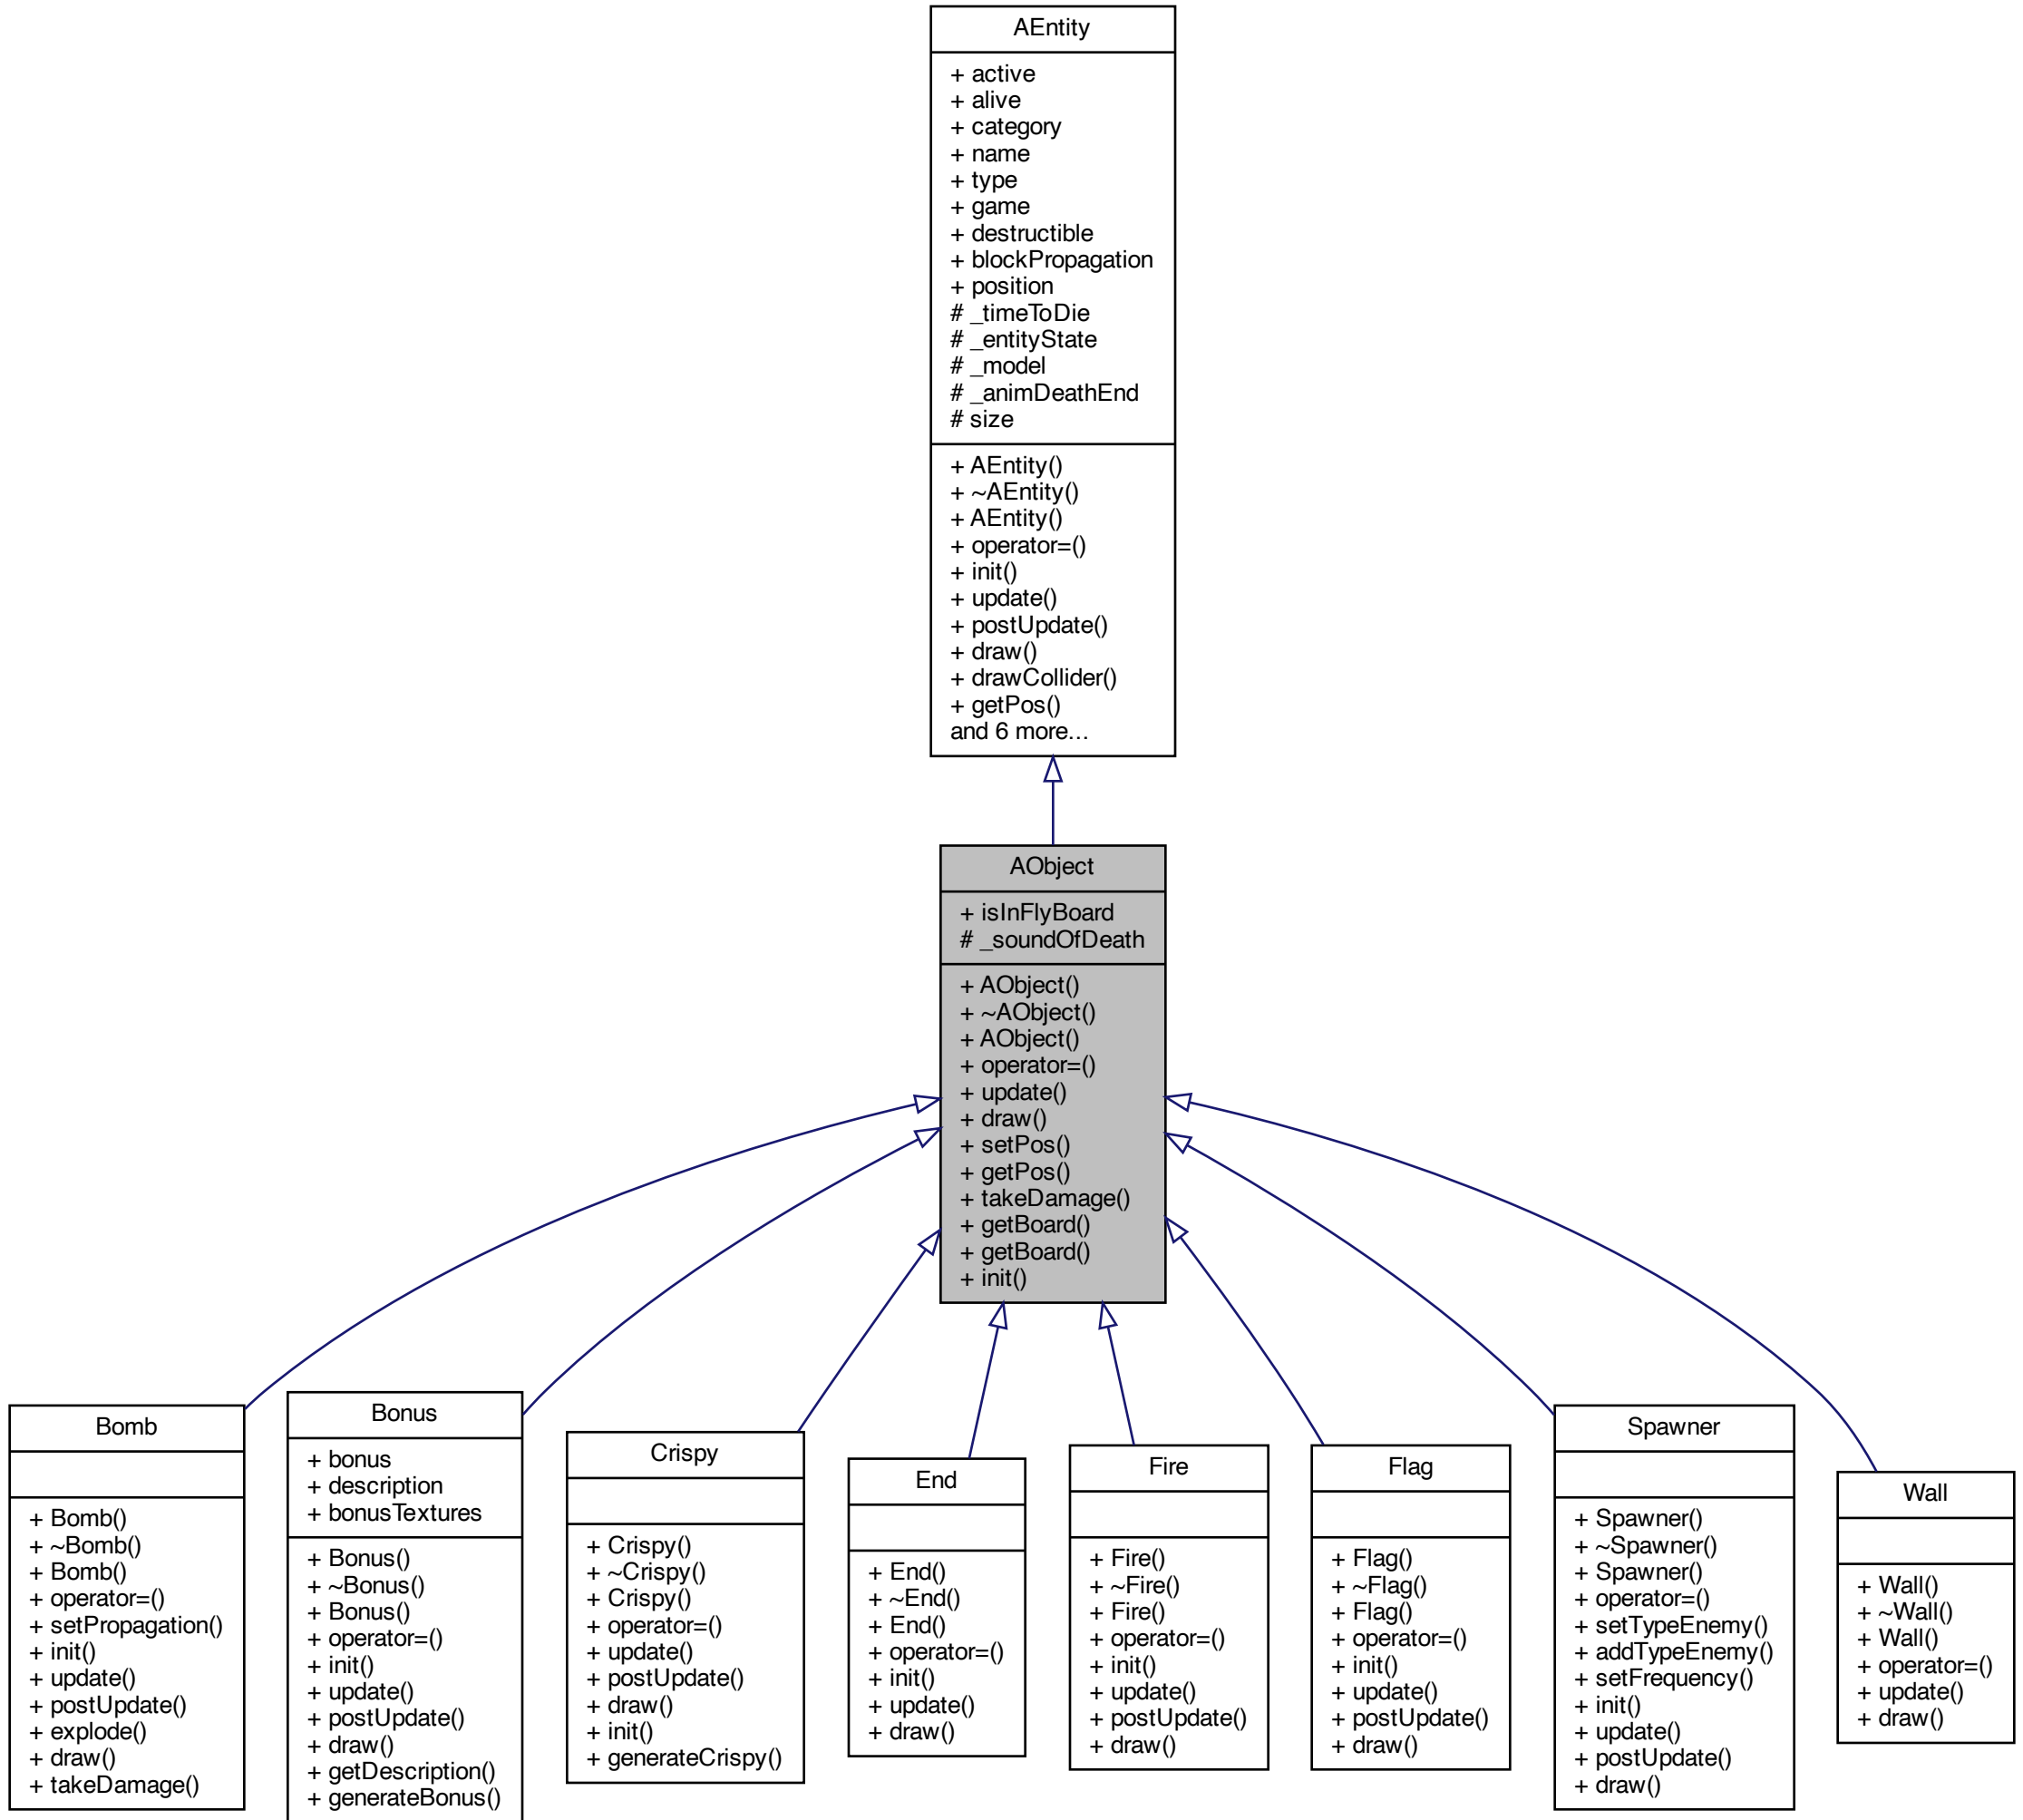 AEntity
+ active
+ alive
+ category
+ name
+ type
+ game
+ destructible
+ blockPropagation
+ position
# _timeToDie
# _entityState
# _model
# _animDeathEnd
# size
+ AEntity()
+ ~AEntity()
+ AEntity()
+ operator=()
+ init()
+ update()
+ postUpdate()
+ draw()
+ drawCollider()
+ getPos()
and 6 more...
AObject
+ isInFlyBoard
# _soundOfDeath
+ AObject()
+ ~AObject()
+ AObject()
+ operator=()
+ update()
+ draw()
+ setPos()
+ getPos()
+ takeDamage()
+ getBoard()
+ getBoard()
+ init()
Bomb
+ Bomb()
+ ~Bomb()
+ Bomb()
+ operator=()
+ setPropagation()
+ init()
+ update()
+ postUpdate()
+ explode()
+ draw()
+ takeDamage()
Bonus
+ bonus
+ description
+ bonusTextures
+ Bonus()
+ ~Bonus()
+ Bonus()
+ operator=()
+ init()
+ update()
+ postUpdate()
+ draw()
+ getDescription()
+ generateBonus()
Crispy
+ Crispy()
+ ~Crispy()
+ Crispy()
+ operator=()
+ update()
+ postUpdate()
+ draw()
+ init()
+ generateCrispy()
End
+ End()
+ ~End()
+ End()
+ operator=()
+ init()
+ update()
+ draw()
Fire
+ Fire()
+ ~Fire()
+ Fire()
+ operator=()
+ init()
+ update()
+ postUpdate()
+ draw()
Flag
+ Flag()
+ ~Flag()
+ Flag()
+ operator=()
+ init()
+ update()
+ postUpdate()
+ draw()
Spawner
+ Spawner()
+ ~Spawner()
+ Spawner()
+ operator=()
+ setTypeEnemy()
+ addTypeEnemy()
+ setFrequency()
+ init()
+ update()
+ postUpdate()
+ draw()
Wall
+ Wall()
+ ~Wall()
+ Wall()
+ operator=()
+ update()
+ draw()